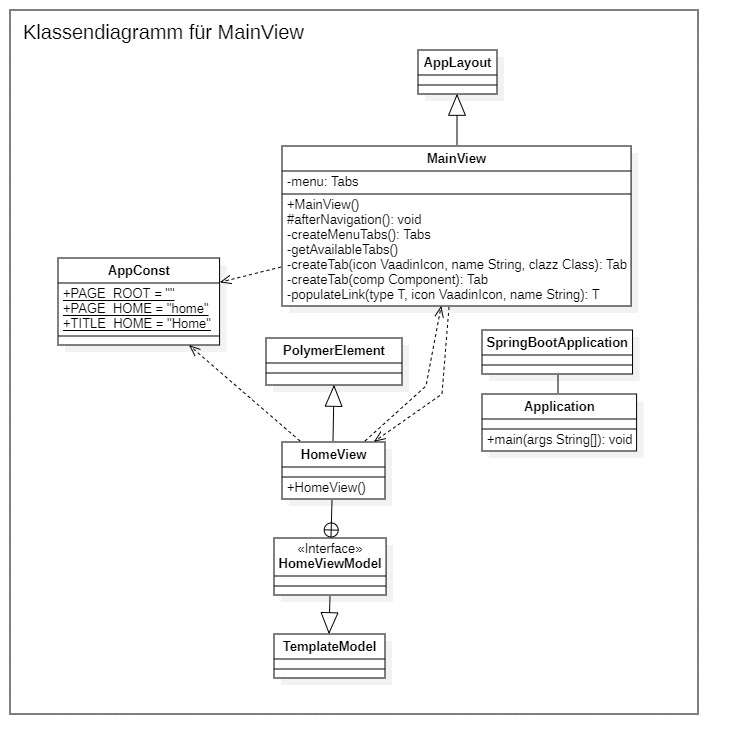 Klassendiagramm für MainView
AppLayout
MainView
-menu: Tabs
+MainView()
#afterNavigation(): void
-createMenuTabs(): Tabs
-getAvailableTabs()
-createTab(icon VaadinIcon, name String, clazz Class): Tab
-createTab(comp Component): Tab
-populateLink(type T, icon VaadinIcon, name String): T
AppConst
+PAGE_ROOT = ""
+PAGE_HOME = "home"
+TITLE_HOME = "Home"
PolymerElement
SpringBootApplication
Application
+main(args String[]): void
HomeView
+HomeView()
«Interface»
HomeViewModel
TemplateModel